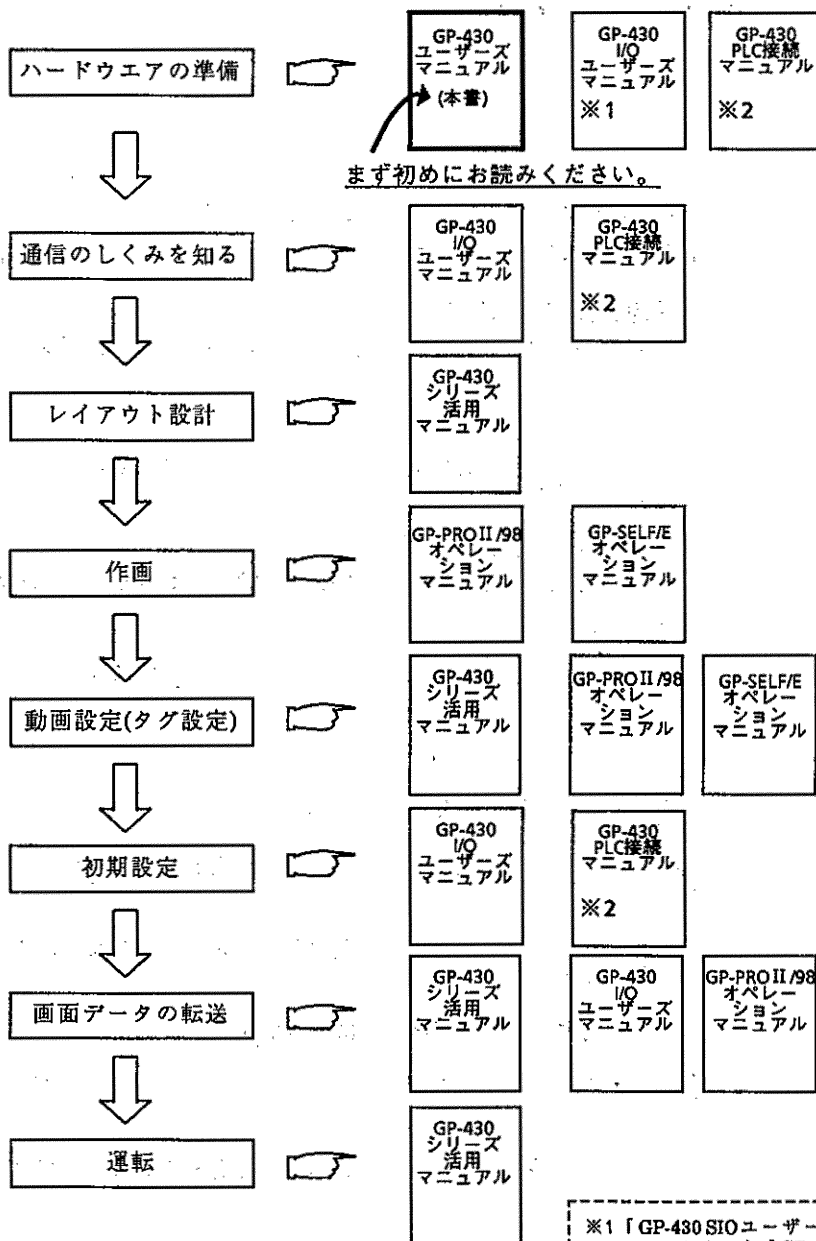 ハードウエアの準備
GP-430
ユーザーズ
マニュアル
(本書)
GP-430
I/O
ユーザーズ
マニュアル
※1
GP-430
PLC接続
マニュアル
※2
まず初めにお読みください。
通信のしくみを知る
GP-430
I/O
ユーザーズ
マニュアル
GP-430
PLC接続
マニュアル
※2
レイアウト設計
GP-430
シリーズ
活用
マニュアル
作画
GP-PROⅡ/98
オペレー
ション
マニュアル
GP-SELF/E
オペレー
ション
マニュアル
動画設定(タグ設定)
GP-430
シリーズ
活用
マニュアル
GP-PROⅡ/98
オペレー
ション
マニュアル
GP-SELF/E
オペレー
ション
マニュアル
初期設定
GP-430
I/O
ユーザーズ
マニュアル
GP-430
PLC接続
マニュアル
※2
画面データの転送
GP-430
シリーズ
活用
マニュアル
GP-430
I/O
ユーザーズ
マニュアル
GP-PROⅡ/98
オペレー
ション
マニュアル
運転
GP-430
シリーズ
活用
マニュアル
※1「GP-430 SIOユーザー